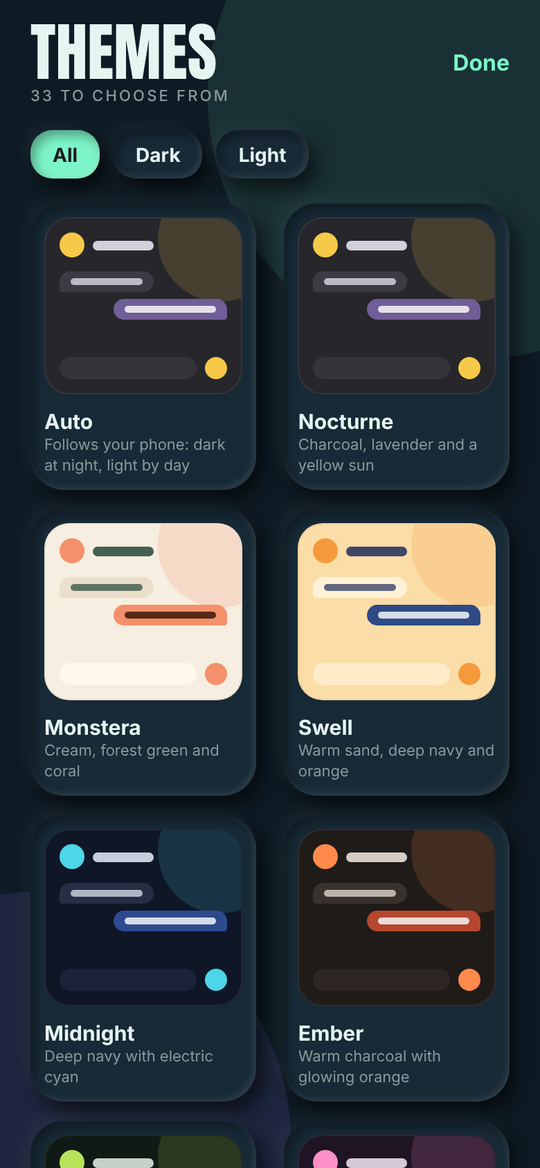 THEMES
33 TO CHOOSE FROM
Done
All
Dark
Light
Auto
Follows your phone: dark
at night, light by day
Nocturne
Charcoal, lavender and a
yellow sun
Monstera
Cream, forest green and
coral
Swell
Warm sand, deep navy and
orange
Midnight
Deep navy with electric
cyan
Ember
Warm charcoal with
glowing orange